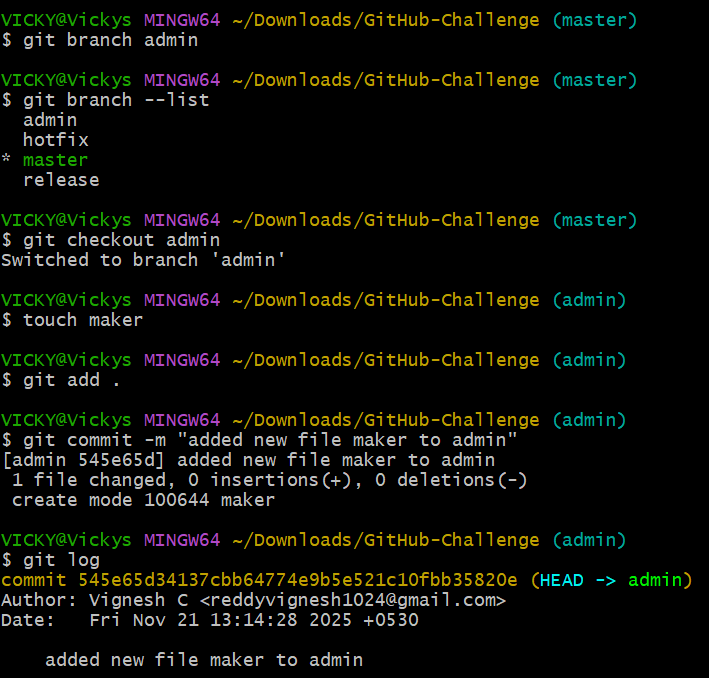 VICKY@Vickys MINGW64 ~/Downloads/GitHub-Challenge (master)
$ git branch admin

VICKY@Vickys MINGW64 ~/Downloads/GitHub-Challenge (master)
$ git branch --list
  admin
  hotfix
* master
  release

VICKY@Vickys MINGW64 ~/Downloads/GitHub-Challenge (master)
$ git checkout admin
Switched to branch 'admin'

VICKY@Vickys MINGW64 ~/Downloads/GitHub-Challenge (admin)
$ touch maker

VICKY@Vickys MINGW64 ~/Downloads/GitHub-Challenge (admin)
$ git add .

VICKY@Vickys MINGW64 ~/Downloads/GitHub-Challenge (admin)
$ git commit -m "added new file maker to admin"
[admin 545e65d] added new file maker to admin
 1 file changed, 0 insertions(+), 0 deletions(-)
 create mode 100644 maker

VICKY@Vickys MINGW64 ~/Downloads/GitHub-Challenge (admin)
$ git log
commit 545e65d34137cbb64774e9b5e521c10fbb35820e (HEAD -> admin)
Author: Vignesh C <reddyvignesh1024@gmail.com>
Date:   Fri Nov 21 13:14:28 2025 +0530

    added new file maker to admin